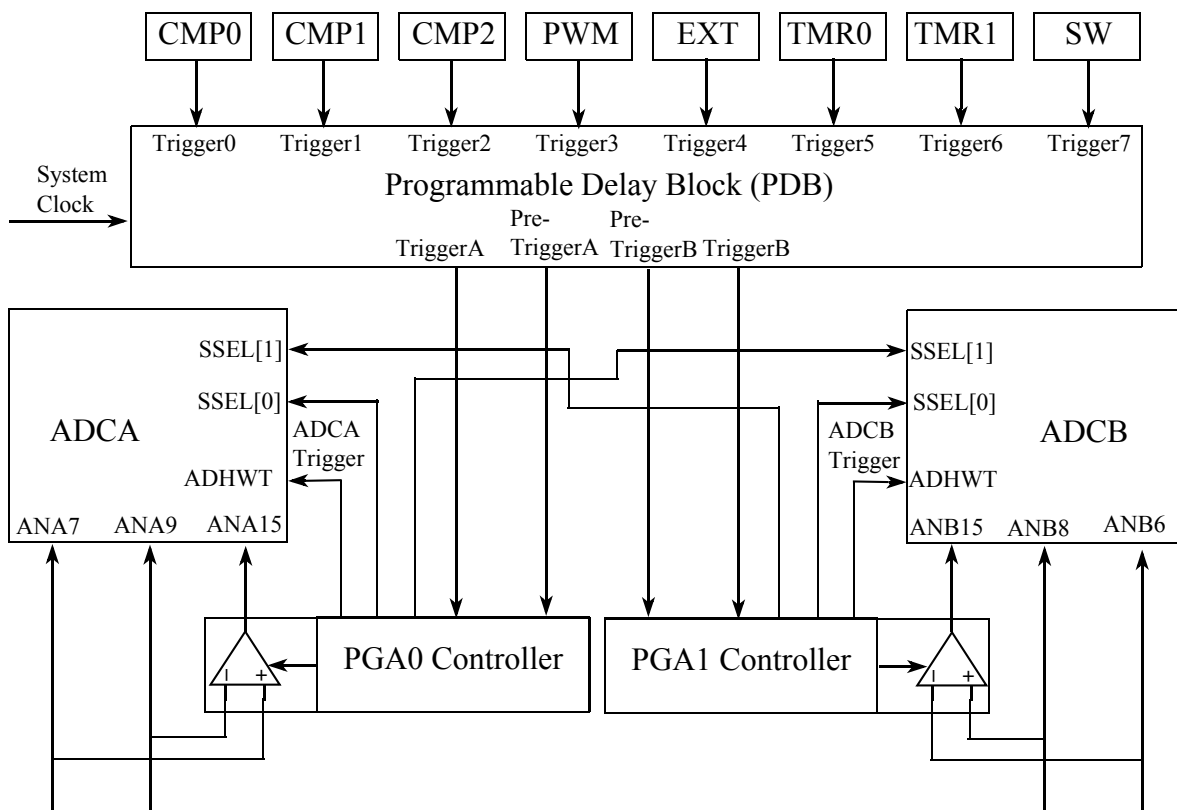 CMP0
CMP1
CMP2
PWM
EXT
TMR0
TMR1
SW
Trigger0
Trigger1
Trigger2
Trigger3
Trigger4
Trigger5
Trigger6
Trigger7
System
Clock
Programmable Delay Block (PDB)
TriggerA
Pre-
TriggerA
Pre-
TriggerB
TriggerB
SSEL[1]
SSEL[0]
ADCA
ADCA
Trigger
ADHWT
ANA7
ANA9
ANA15
SSEL[1]
SSEL[0]
ADCB
Trigger
ADCB
ADHWT
ANB15
ANB8
ANB6
PGA0 Controller
PGA1 Controller
– +
– +